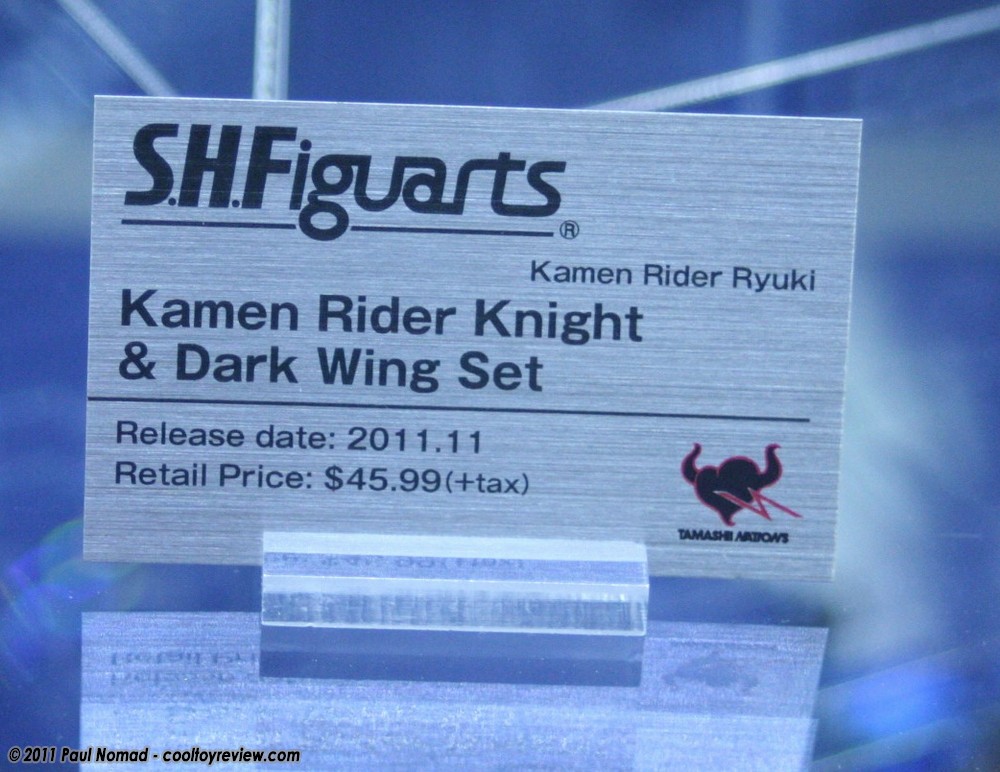 S.H.Figuarts®
Kamen Rider Ryuki
Kamen Rider Knight
& Dark Wing Set
Release date: 2011.11
Retail Price: $45.99(+tax)
TAMASHII NATIONS
© 2011 Paul Nomad - cooltoyreview.com